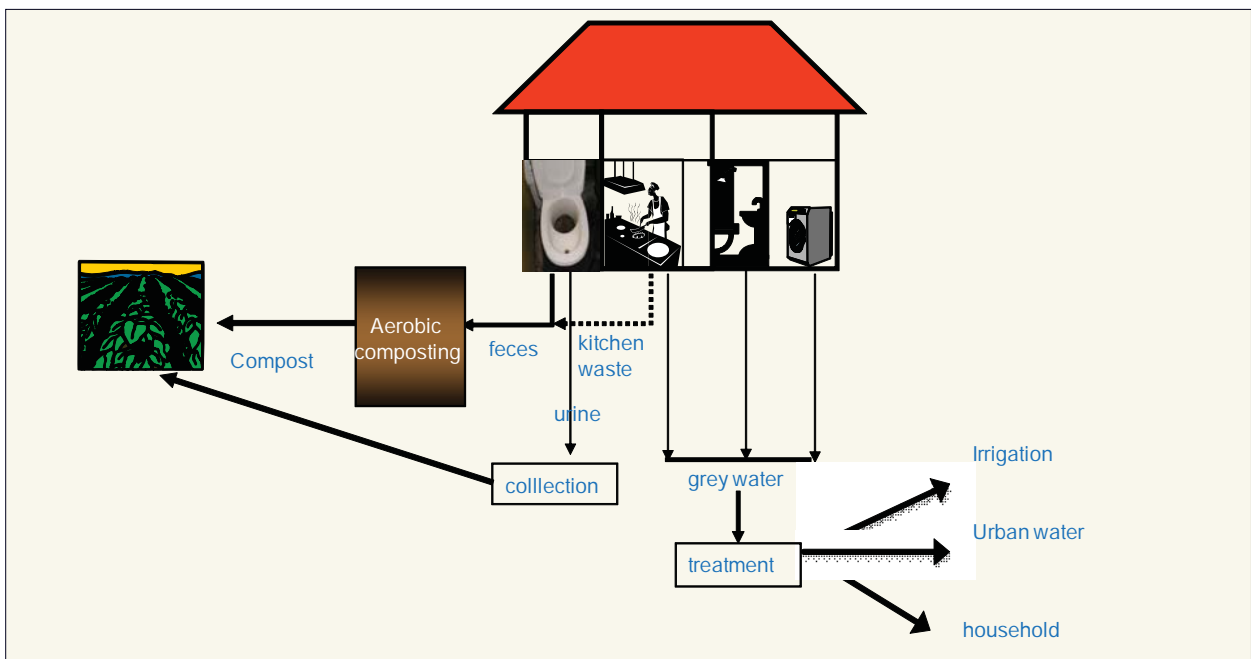 Aerobic
composting
feces
kitchen
waste
Compost
urine
colllection
grey water
treatment
Irrigation
Urban water
household